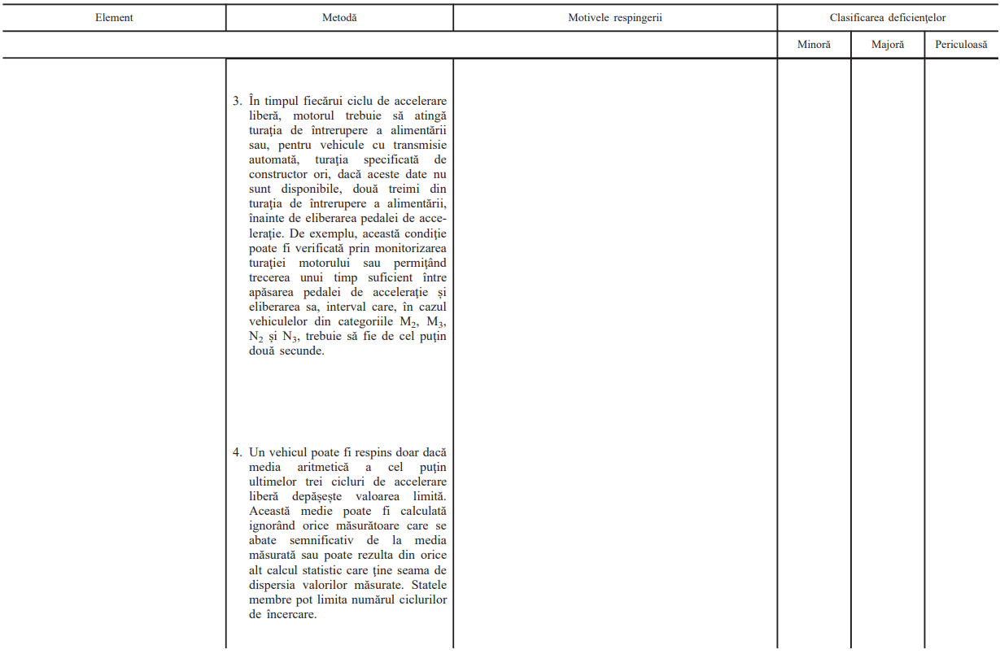 Element Metodă Motivele respingerii Clasificarea deficiențelor
Minoră Majoră Periculoasă
3. În timpul fiecărui ciclu de accelerare
liberă, motorul trebuie să atingă
turația de întrerupere a alimentării
sau, pentru vehicule cu transmisie
automată, turația specificată de
constructor ori, dacă aceste date nu
sunt disponibile, două treimi din
turația de întrerupere a alimentării,
înainte de eliberarea pedalei de acce-
lerație. De exemplu, această condiție
poate fi verificată prin monitorizarea
turației motorului sau permițând
trecerea unui timp suficient între
apăsarea pedalei de accelerație și
eliberarea sa, interval care, în cazul
vehiculelor din categoriile M2, M3,
N2 și N3, trebuie să fie de cel puțin
două secunde.
4. Un vehicul poate fi respins doar dacă
media aritmetică a cel puțin
ultimelor trei cicluri de accelerare
liberă depășește valoarea limită.
Această medie poate fi calculată
ignorând orice măsurătoare care se
abate semnificativ de la media
măsurată sau poate rezulta din orice
alt calcul statistic care ține seama de
dispersia valorilor măsurate. Statele
membre pot limita numărul ciclurilor
de încercare.